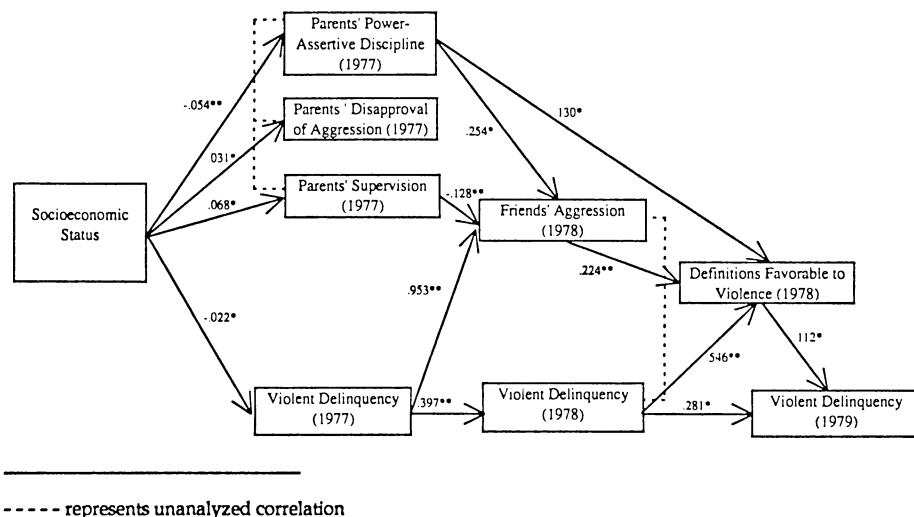 Parents' Power-
Assertive Discipline
(1977)
-.054**
.130*
Parents ' Disapproval
of Aggression (1977)
.254*
.031*
Parents' Supervision
(1977)
-.128**
.068*
Socioeconomic
Status
Friends' Aggression
(1978)
.224**
Definitions Favorable to
Violence (1978)
.953**
-.022*
.546**
.112*
Violent Delinquency
(1977)
.397**
Violent Delinquency
(1978)
.281*
Violent Delinquency
(1979)
----- represents unanalyzed correlation